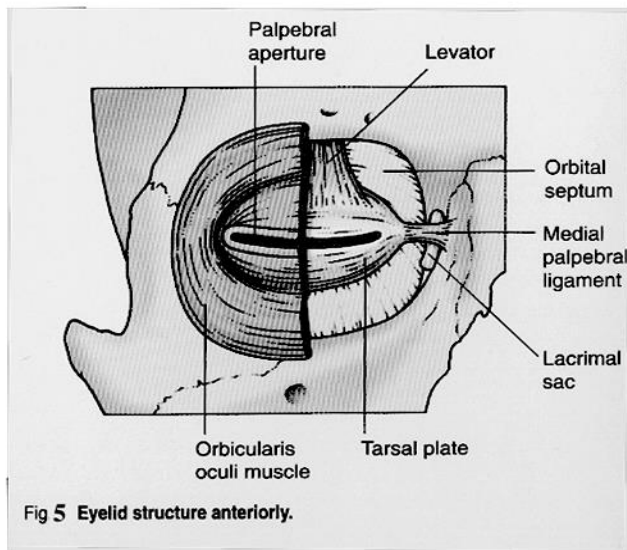 Palpebral
aperture
Levator
Orbital
septum
Medial
palpebral
ligament
Lacrimal
sac
Orbicularis
oculi muscle
Tarsal plate
Fig 5 Eyelid structure anteriorly.